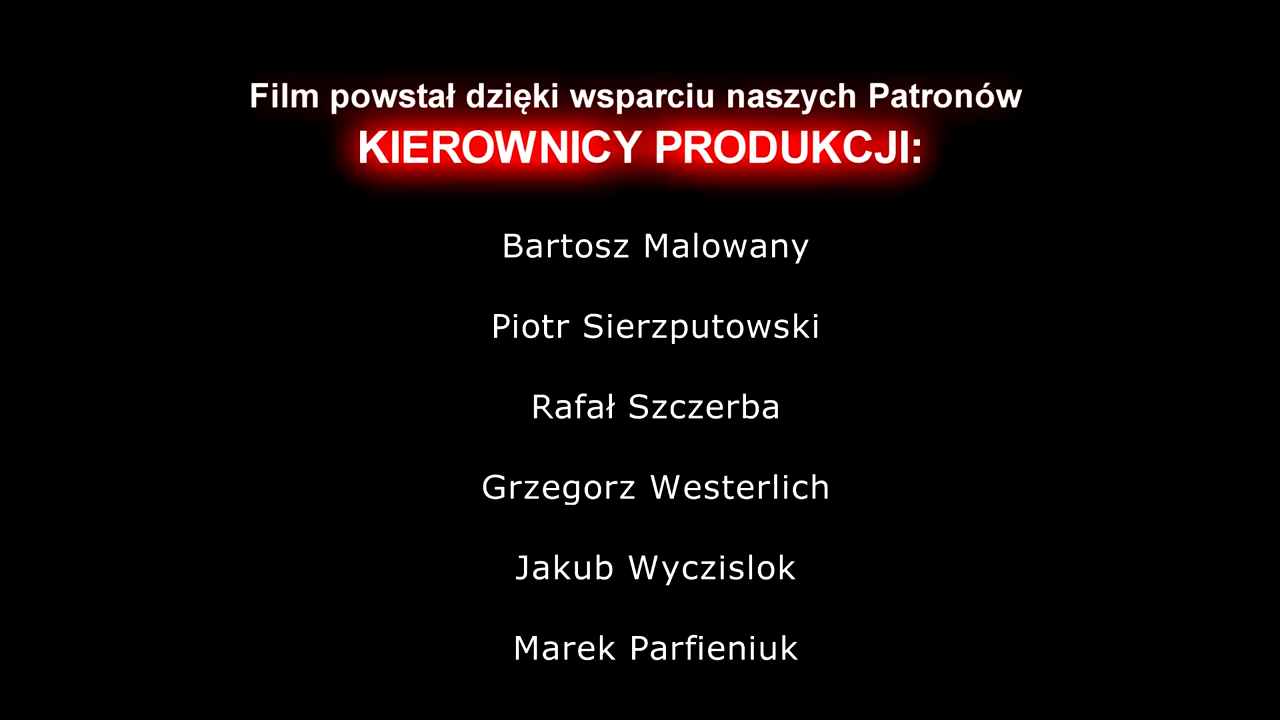 Film powstał dzięki wsparciu naszych Patronów
KIEROWNICY PRODUKCJI:
Bartosz Malowany
Piotr Sierzputowski
Rafał Szczerba
Grzegorz Westerlich
Jakub Wyczislok
Marek Parfieniuk